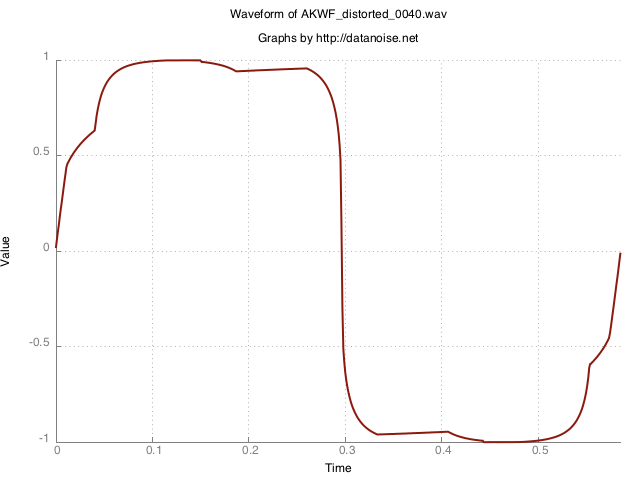 Waveform of AKWF_distorted_0040.wav
Graphs by http://datanoise.net
1
0.5
0
-0.5
-1
Value
0 0.1 0.2 0.3 0.4 0.5
Time